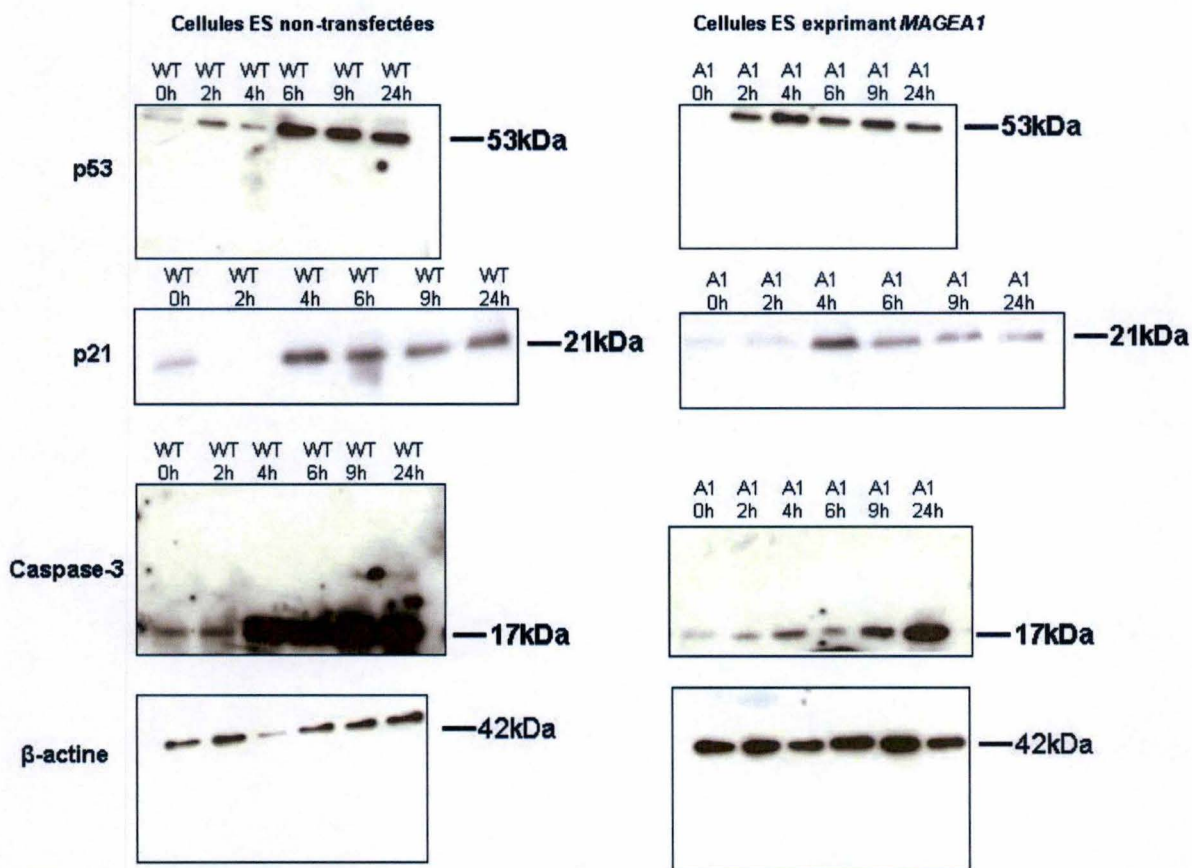 Cellules ES non-transfectées
Cellules ES exprimant MAGEA1
WT WT WT WT WT WT
0h 2h 4h 6h 9h 24h
A1 A1 A1 A1 A1 A1
0h 2h 4h 6h 9h 24h
p53
53kDa
53kDa
WT WT WT WT WT WT
0h 2h 4h 6h 9h 24h
A1 A1 A1 A1 A1 A1
0h 2h 4h 6h 9h 24h
p21
21kDa
21kDa
WT WT WT WT WT WT
0h 2h 4h 6h 9h 24h
A1 A1 A1 A1 A1 A1
0h 2h 4h 6h 9h 24h
Caspase-3
17kDa
17kDa
β-actine
42kDa
42kDa